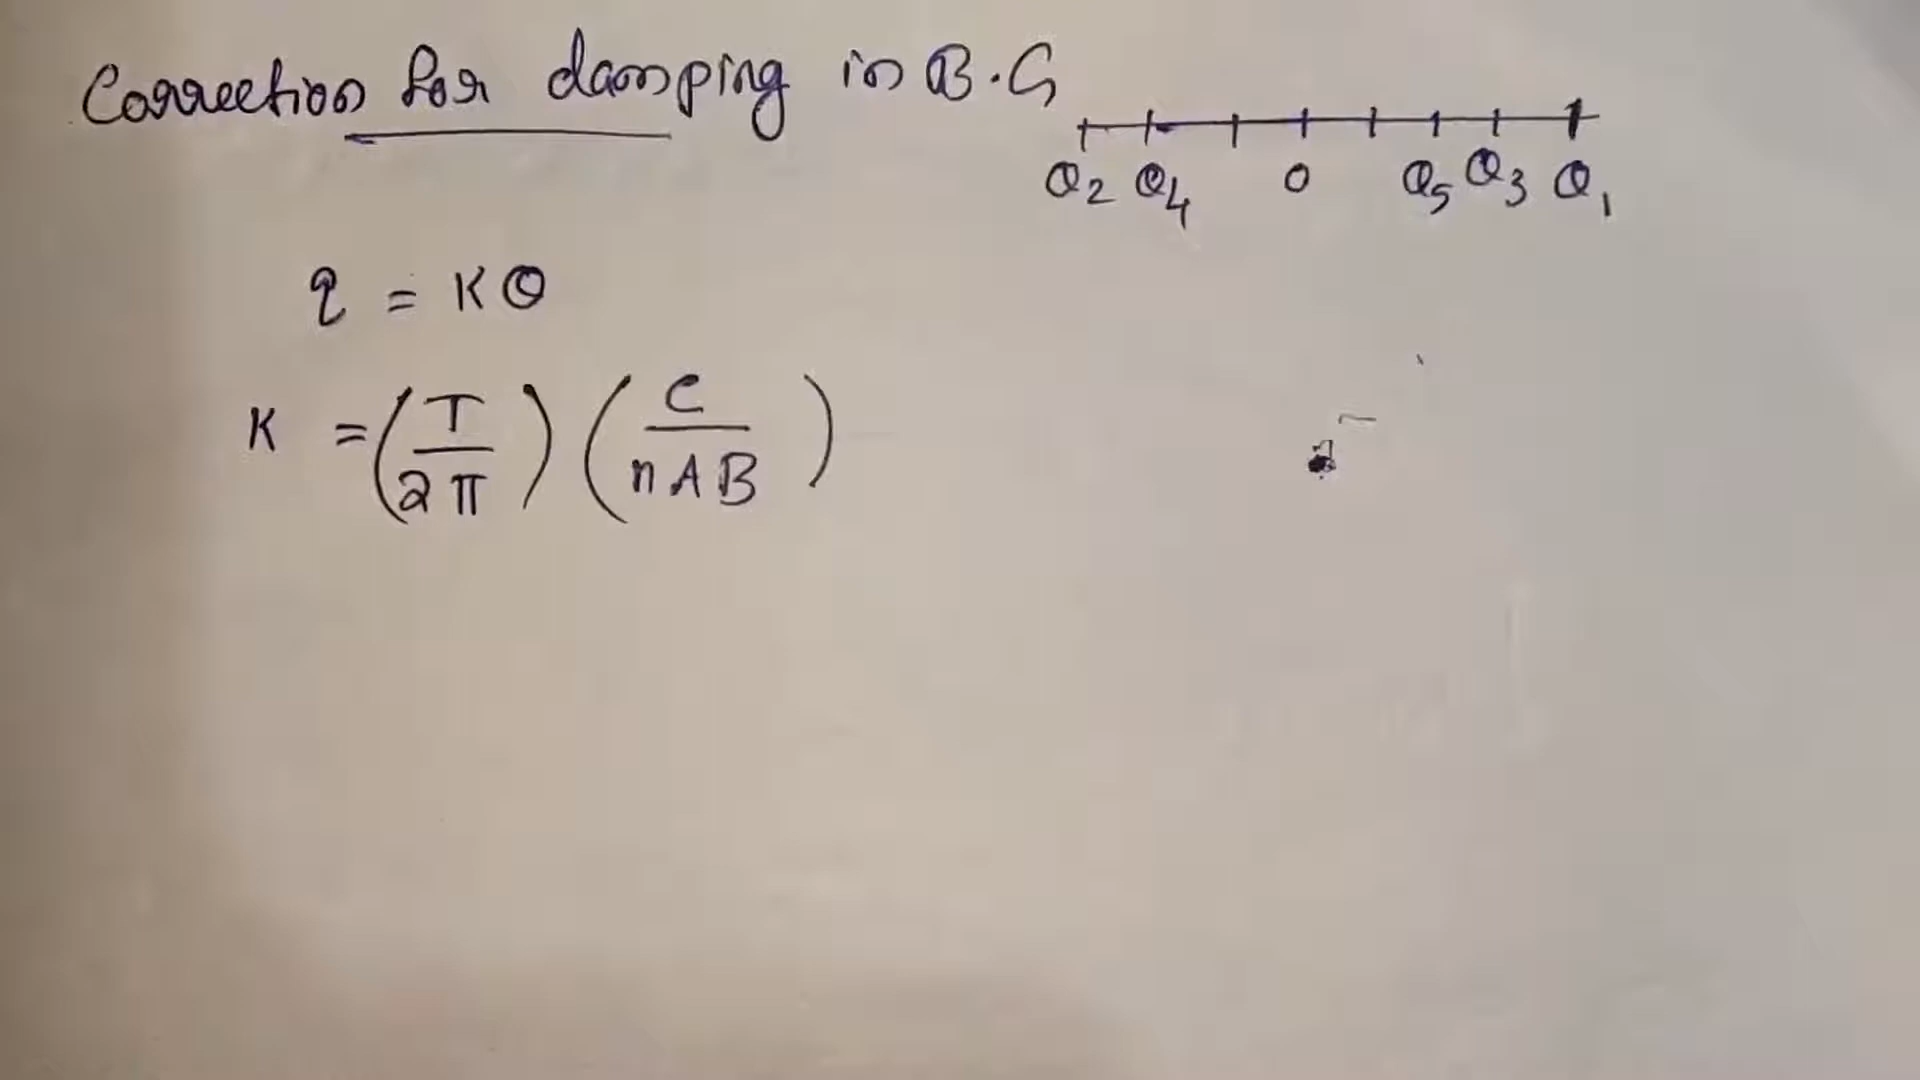 Correction for damping in B.G
θ2 θ4 0 θ5 θ3 θ1
q = Kθ
K = (T/2π) (C/nAB)